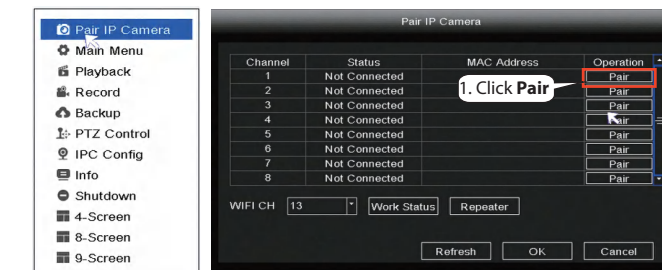 Pair IP Camera
Main Menu
Playback
Record
Backup
PTZ Control
IPC Config
Info
Shutdown
4-Screen
8-Screen
9-Screen
Pair IP Camera
Channel Status MAC Address Operation
1 Not Connected Pair
2 Not Connected Pair
3 Not Connected Pair
4 Not Connected Pair
5 Not Connected Pair
6 Not Connected Pair
7 Not Connected Pair
8 Not Connected Pair
1. Click Pair
WIFI CH 13 Work Status Repeater
Refresh OK Cancel